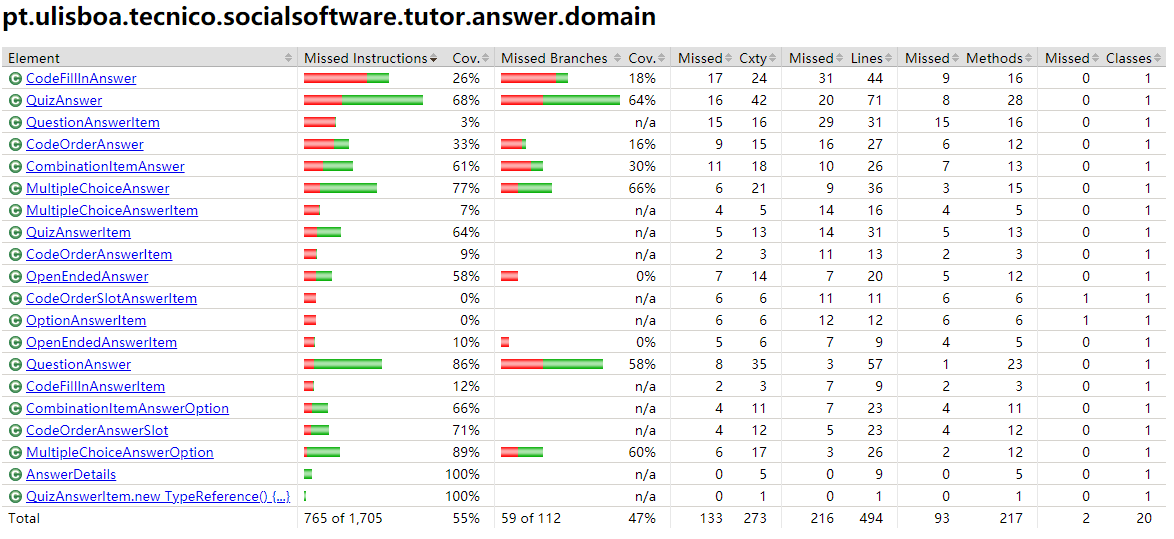 pt.ulisboa.tecnico.socialsoftware.tutor.answer.domain
Element Missed Instructions Cov. Missed Branches Cov. Missed Cxty Missed Lines Missed Methods Missed Classes
CodeFillInAnswer 26% 18% 17 24 31 44 9 16 0 1
QuizAnswer 68% 64% 16 42 20 71 8 28 0 1
QuestionAnswerItem 3% n/a 15 16 29 31 15 16 0 1
CodeOrderAnswer 33% 16% 9 15 16 27 6 12 0 1
CombinationItemAnswer 61% 30% 11 18 10 26 7 13 0 1
MultipleChoiceAnswer 77% 66% 6 21 9 36 3 15 0 1
MultipleChoiceAnswerItem 7% n/a 4 5 14 16 4 5 0 1
QuizAnswerItem 64% n/a 5 13 14 31 5 13 0 1
CodeOrderAnswerItem 9% n/a 2 3 11 13 2 3 0 1
OpenEndedAnswer 58% 0% 7 14 7 20 5 12 0 1
CodeOrderSlotAnswerItem 0% n/a 6 6 11 11 6 6 1 1
OptionAnswerItem 0% n/a 6 6 12 12 6 6 1 1
OpenEndedAnswerItem 10% 0% 5 6 7 9 4 5 0 1
QuestionAnswer 86% 58% 8 35 3 57 1 23 0 1
CodeFillInAnswerItem 12% n/a 2 3 7 9 2 3 0 1
CombinationItemAnswerOption 66% n/a 4 11 7 23 4 11 0 1
CodeOrderAnswerSlot 71% n/a 4 12 5 23 4 12 0 1
MultipleChoiceAnswerOption 89% 60% 6 17 3 26 2 12 0 1
AnswerDetails 100% n/a 0 5 0 9 0 5 0 1
QuizAnswerItem.new TypeReference() {...} 100% n/a 0 1 0 1 0 1 0 1
Total 765 of 1,705 55% 59 of 112 47% 133 273 216 494 93 217 2 20